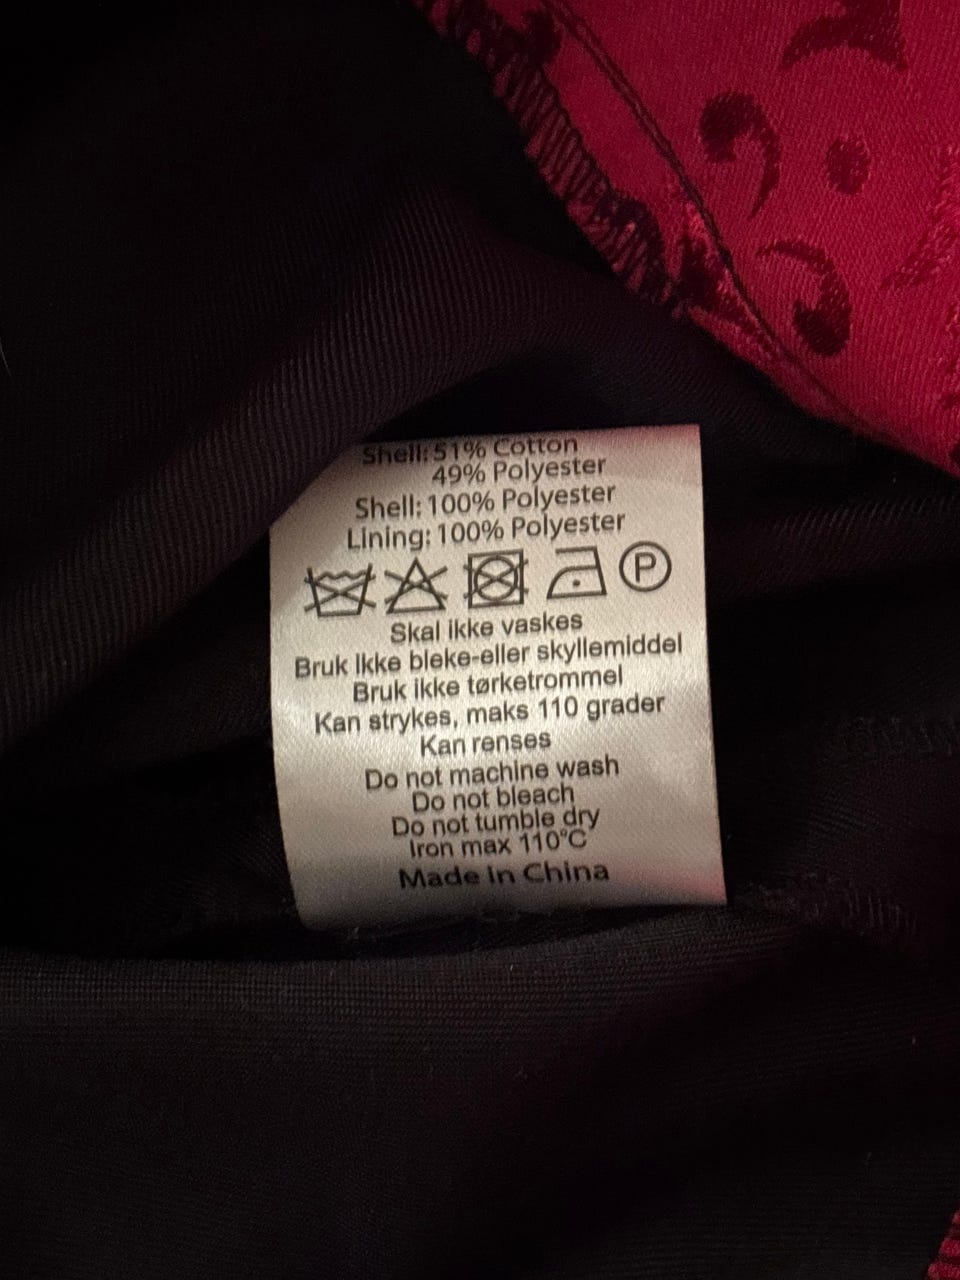 Shell: 51% Cotton
49% Polyester
Shell: 100% Polyester
Lining: 100% Polyester
P
Skal ikke vaskes
Bruk Ikke bleke-eller skyllemiddel
Bruk ikke tørketrommel
Kan strykes, maks 110 grader
Kan renses
Do not machine wash
Do not bleach
Do not tumble dry
Iron max 110°C
Made in China